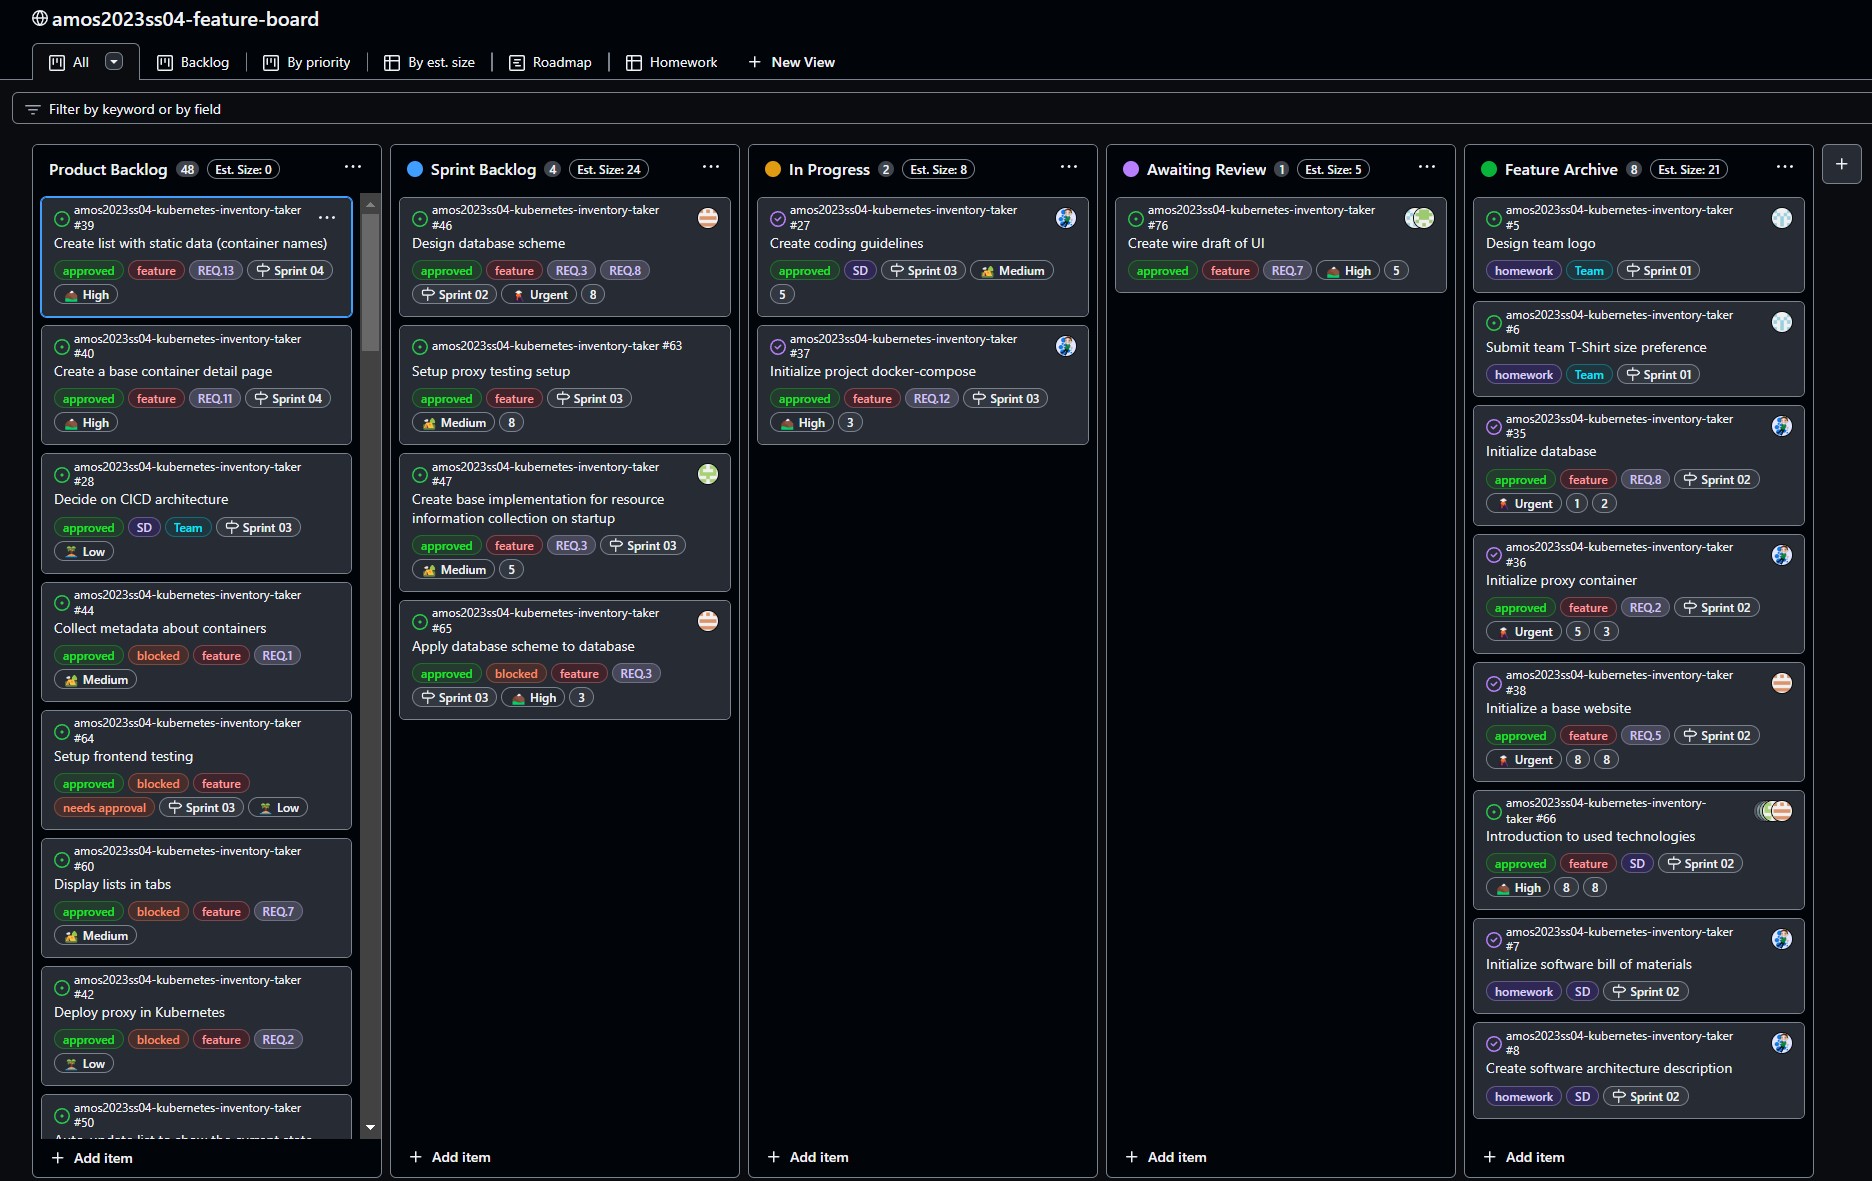 amos2023ss04-feature-board
All
Backlog
By priority
By est. size
Roadmap
Homework
New View
Filter by keyword or by field
Product Backlog 48 Est. Size: 0
amos2023ss04-kubernetes-inventory-taker
#39
Create list with static data (container names)
approved feature REQ.13 Sprint 04
High
amos2023ss04-kubernetes-inventory-taker
#40
Create a base container detail page
approved feature REQ.11 Sprint 04
High
amos2023ss04-kubernetes-inventory-taker
#28
Decide on CICD architecture
approved SD Team Sprint 03
Low
amos2023ss04-kubernetes-inventory-taker
#44
Collect metadata about containers
approved blocked feature REQ.1
Medium
amos2023ss04-kubernetes-inventory-taker
#64
Setup frontend testing
approved blocked feature
needs approval Sprint 03 Low
amos2023ss04-kubernetes-inventory-taker
#60
Display lists in tabs
approved blocked feature REQ.7
Medium
amos2023ss04-kubernetes-inventory-taker
#42
Deploy proxy in Kubernetes
approved blocked feature REQ.2
Low
amos2023ss04-kubernetes-inventory-taker
#50
Auto-update list to show the current state
Add item
Sprint Backlog 4 Est. Size: 24
amos2023ss04-kubernetes-inventory-taker
#46
Design database scheme
approved feature REQ.3 REQ.8
Sprint 02 Urgent 8
amos2023ss04-kubernetes-inventory-taker #63
Setup proxy testing setup
approved feature Sprint 03
Medium 8
amos2023ss04-kubernetes-inventory-taker
#47
Create base implementation for resource
information collection on startup
approved feature REQ.3 Sprint 03
Medium 5
amos2023ss04-kubernetes-inventory-taker
#65
Apply database scheme to database
approved blocked feature REQ.3
Sprint 03 High 3
Add item
In Progress 2 Est. Size: 8
amos2023ss04-kubernetes-inventory-taker
#27
Create coding guidelines
approved SD Sprint 03 Medium
5
amos2023ss04-kubernetes-inventory-taker
#37
Initialize project docker-compose
approved feature REQ.12 Sprint 03
High 3
Add item
Awaiting Review 1 Est. Size: 5
amos2023ss04-kubernetes-inventory-taker
#76
Create wire draft of UI
approved feature REQ.7 High 5
Add item
Feature Archive 8 Est. Size: 21
amos2023ss04-kubernetes-inventory-taker
#5
Design team logo
homework Team Sprint 01
amos2023ss04-kubernetes-inventory-taker
#6
Submit team T-Shirt size preference
homework Team Sprint 01
amos2023ss04-kubernetes-inventory-taker
#35
Initialize database
approved feature REQ.8 Sprint 02
Urgent 1 2
amos2023ss04-kubernetes-inventory-taker
#36
Initialize proxy container
approved feature REQ.2 Sprint 02
Urgent 5 3
amos2023ss04-kubernetes-inventory-taker
#38
Initialize a base website
approved feature REQ.5 Sprint 02
Urgent 8 8
amos2023ss04-kubernetes-inventory-
taker #66
Introduction to used technologies
approved feature SD Sprint 02
High 8 8
amos2023ss04-kubernetes-inventory-taker
#7
Initialize software bill of materials
homework SD Sprint 02
amos2023ss04-kubernetes-inventory-taker
#8
Create software architecture description
homework SD Sprint 02
Add item